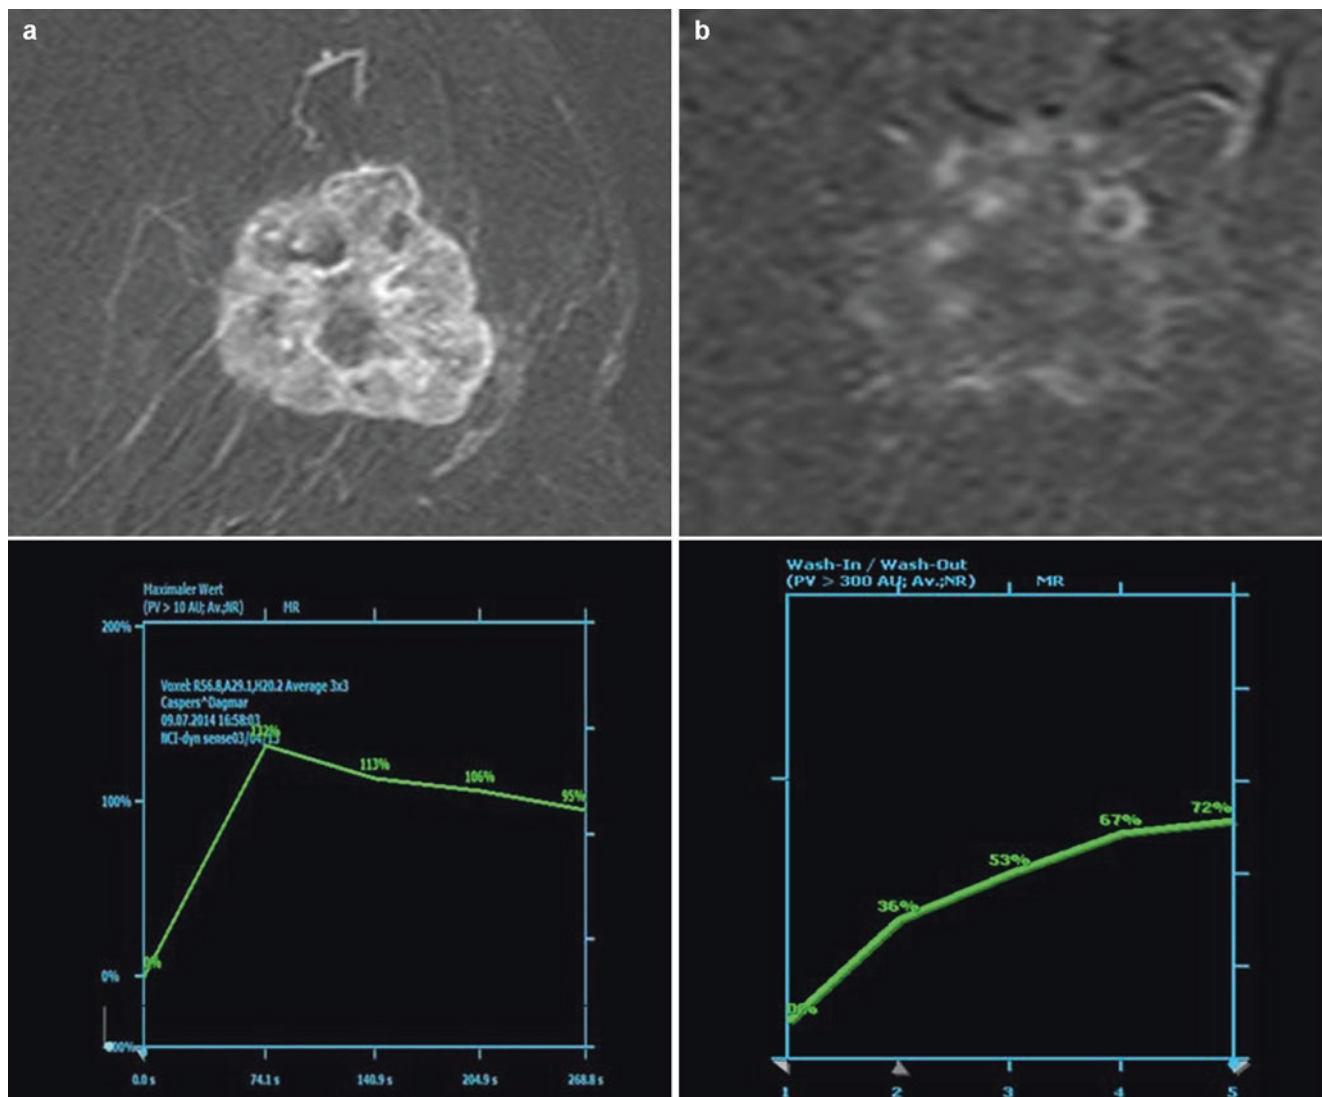 a
b
Maximaler Wert
(PV > 10 AU; Av.;NR) MR
200%
Voxel: R56.8,A29.1,H20.2 Average 3x3
Caspers^Dagmar
09.07.2014 16:58:03
132%
NCI-dyn sense03/04/13
113%
106%
95%
100%
0%
0%
0.0 s 74.1 s 140.9 s 204.9 s 268.8 s
Wash-In / Wash-Out
(PV > 300 AU; Av.;NR) MR
72%
67%
53%
36%
1 2 3 4 5